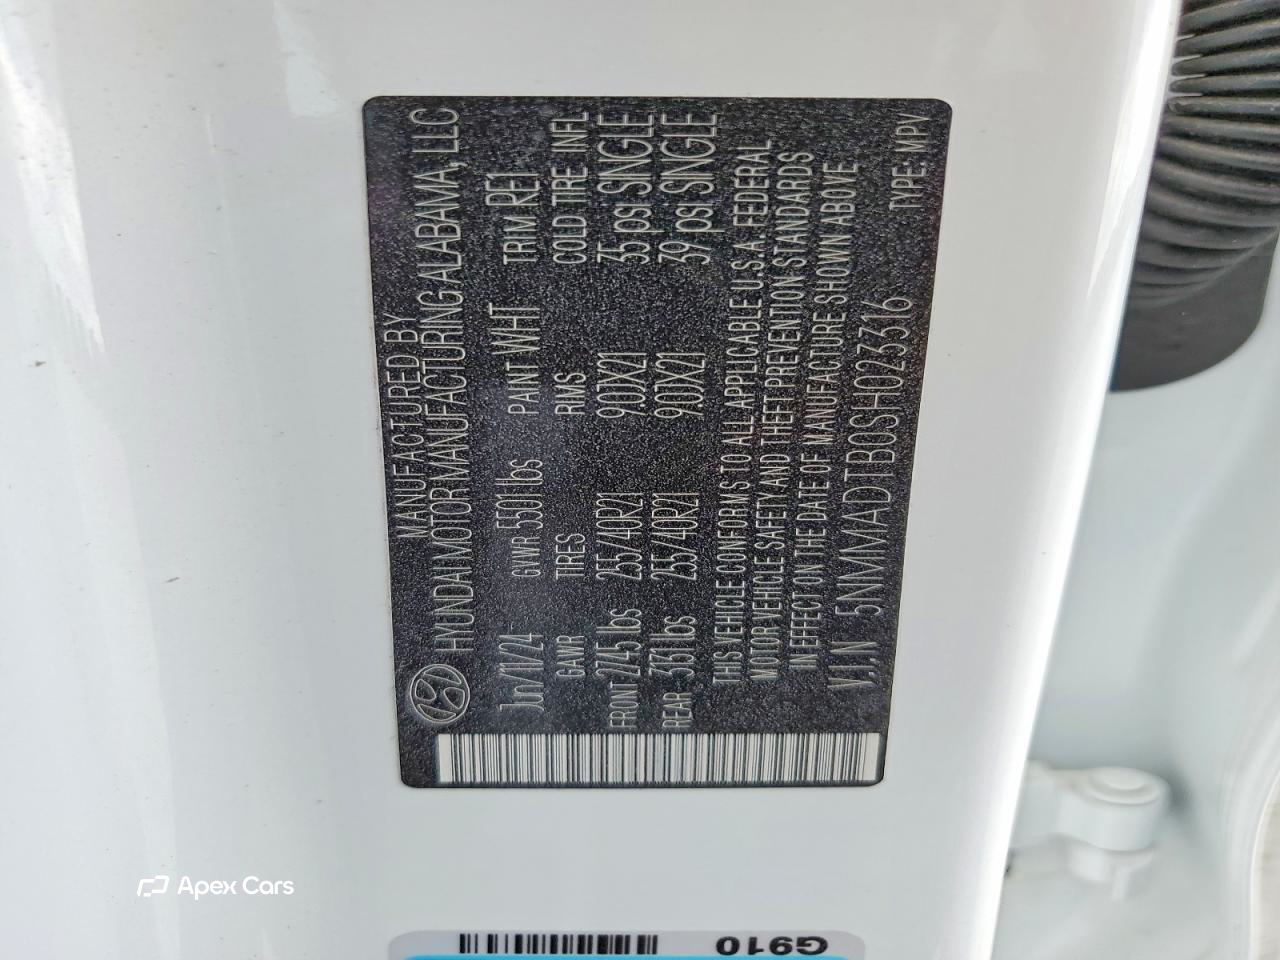 MANUFACTURED BY
HYUNDAI MOTOR MANUFACTURING ALABAMA, LLC
Jun/11/24 GVWR 5501 lbs PAINT WHT TRIM RE1
GAWR TIRES RIMS COLD TIRE INFL
FRONT 2745 lbs 255/40R21 9.0JX21 35 psi SINGLE
REAR 3131 lbs 255/40R21 9.0JX21 39 psi SINGLE
THIS VEHICLE CONFORMS TO ALL APPLICABLE U.S.A. FEDERAL
MOTOR VEHICLE SAFETY AND THEFT PREVENTION STANDARDS
IN EFFECT ON THE DATE OF MANUFACTURE SHOWN ABOVE
V.I.N 5NMMADTB0SH023316 TYPE: MPV
G910
Apex Cars